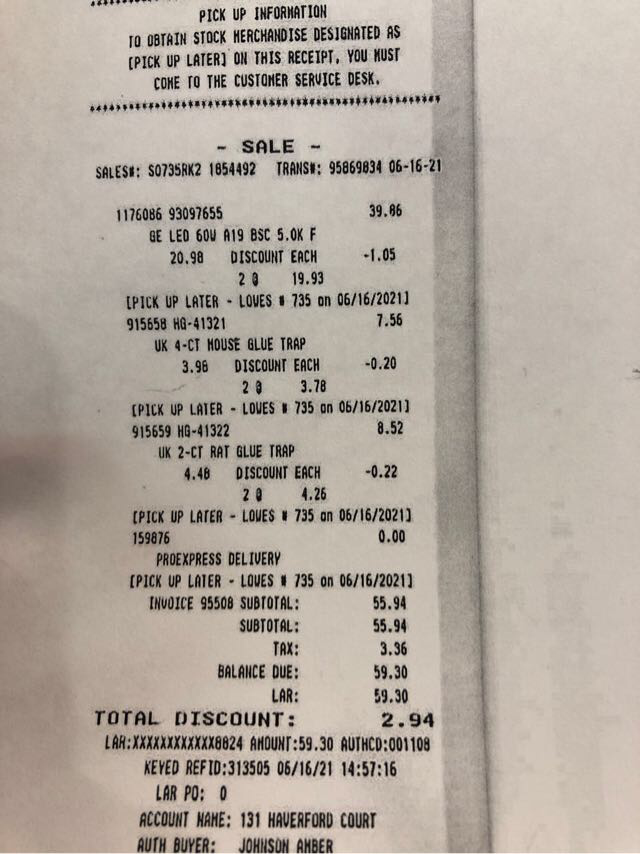 PICK UP INFORMATION
TO OBTAIN STOCK MERCHANDISE DESIGNATED AS
[PICK UP LATER] ON THIS RECEIPT, YOU MUST
COME TO THE CUSTOMER SERVICE DESK.
- SALE -
SALES#: S0735RK2 1854492 TRANS#: 95869834 06-16-21
1176086 93097655 39.86
GE LED 60W A19 BSC 5.0K F
20.98 DISCOUNT EACH -1.05
2 @ 19.93
[PICK UP LATER - LOWES # 735 on 06/16/2021]
915658 HG-41321 7.56
UK 4-CT MOUSE GLUE TRAP
3.98 DISCOUNT EACH -0.20
2 @ 3.78
[PICK UP LATER - LOWES # 735 on 06/16/2021]
915659 HG-41322 8.52
UK 2-CT RAT GLUE TRAP
4.48 DISCOUNT EACH -0.22
2 @ 4.26
[PICK UP LATER - LOWES # 735 on 06/16/2021]
159876 0.00
PROEXPRESS DELIVERY
[PICK UP LATER - LOWES # 735 on 06/16/2021]
INVOICE 95508 SUBTOTAL: 55.94
SUBTOTAL: 55.94
TAX: 3.36
BALANCE DUE: 59.30
LAR: 59.30
TOTAL DISCOUNT: 2.94
LAR:XXXXXXXXXXXX8824 AMOUNT:59.30 AUTHCD:001108
KEYED REFID:313505 06/16/21 14:57:16
LAR PO: 0
ACCOUNT NAME: 131 HAVERFORD COURT
AUTH BUYER: JOHNSON AMBER